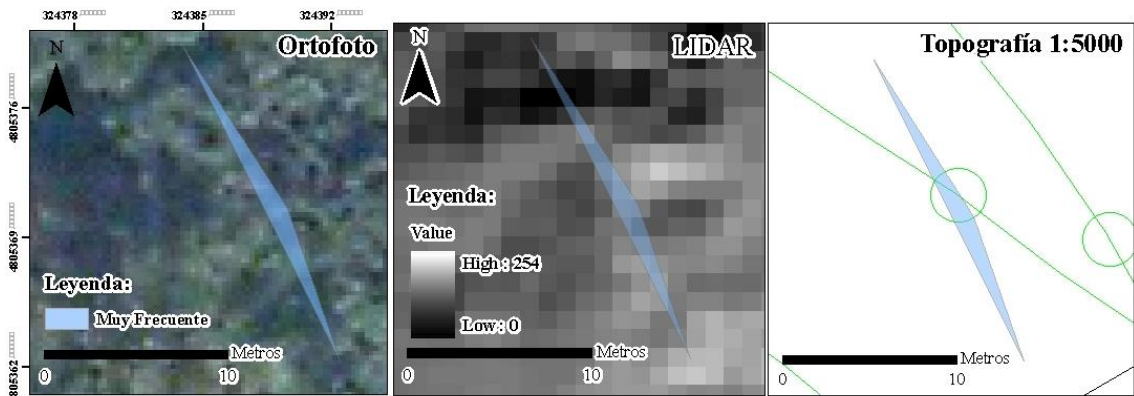 324378 324385 324392
N
Ortofoto
4805376
4805369
805362
Leyenda:
Muy Frecuente
Metros
0 10
N
LIDAR
Leyenda:
Value
High : 254
Low : 0
Metros
0 10
Topografía 1:5000
Metros
0 10